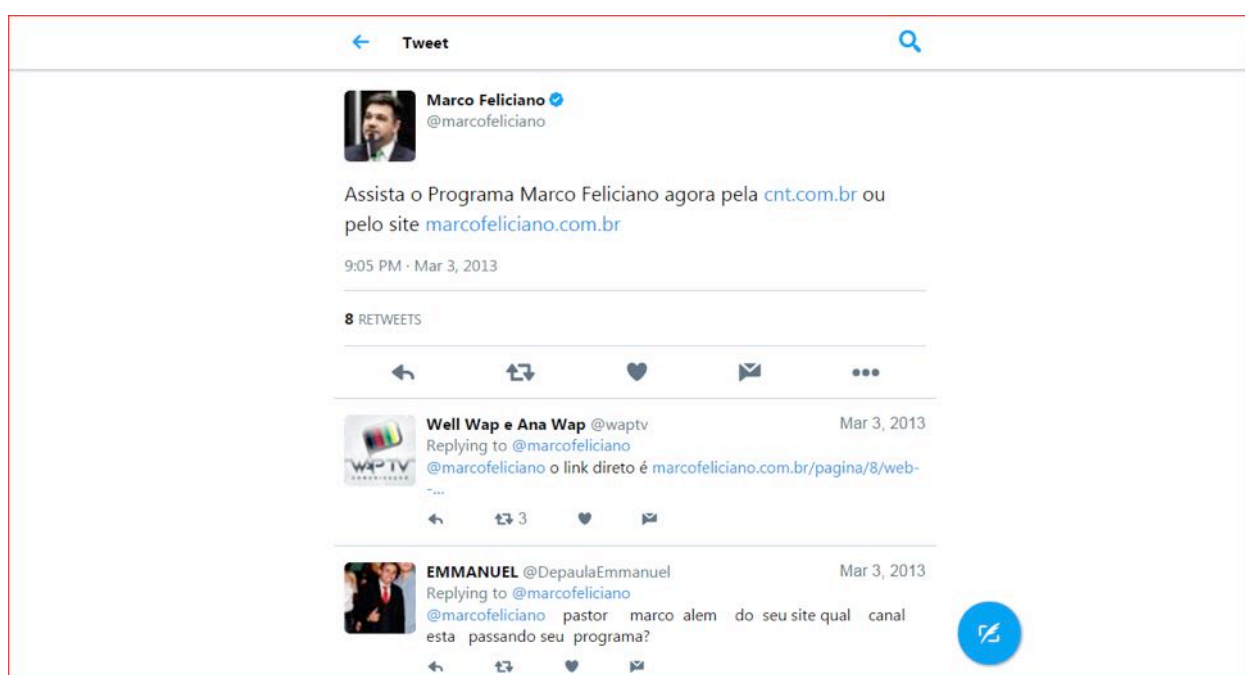 Tweet
Marco Feliciano
@marcofeliciano
Assista o Programa Marco Feliciano agora pela cnt.com.br ou
pelo site marcofeliciano.com.br
9:05 PM · Mar 3, 2013
8 RETWEETS
Well Wap e Ana Wap @waptv Mar 3, 2013
Replying to @marcofeliciano
@marcofeliciano o link direto é marcofeliciano.com.br/pagina/8/web-
-...
WAP TV
COMUNICAÇÃO
3
EMMANUEL @DepaulaEmmanuel Mar 3, 2013
Replying to @marcofeliciano
@marcofeliciano pastor marco alem do seu site qual canal
esta passando seu programa?